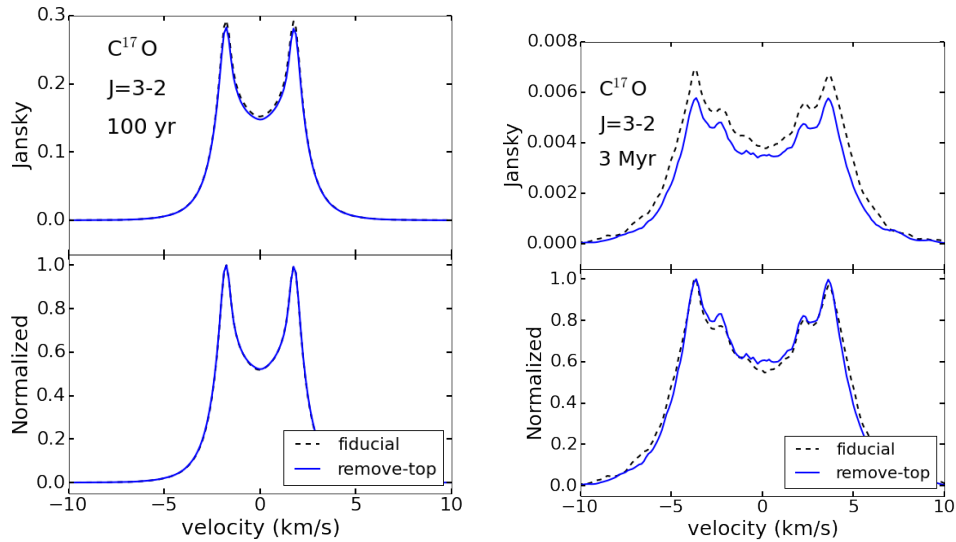 0.3
0.2
0.1
0.0
Jansky
C¹⁷O
J=3-2
100 yr
1.0
0.8
0.6
0.4
0.2
0.0
Normalized
fiducial
remove-top
−10
−5
0
5
10
velocity (km/s)
0.008
0.006
0.004
0.002
0.000
Jansky
C¹⁷O
J=3-2
3 Myr
1.0
0.8
0.6
0.4
0.2
0.0
Normalized
fiducial
remove-top
−10
−5
0
5
10
velocity (km/s)